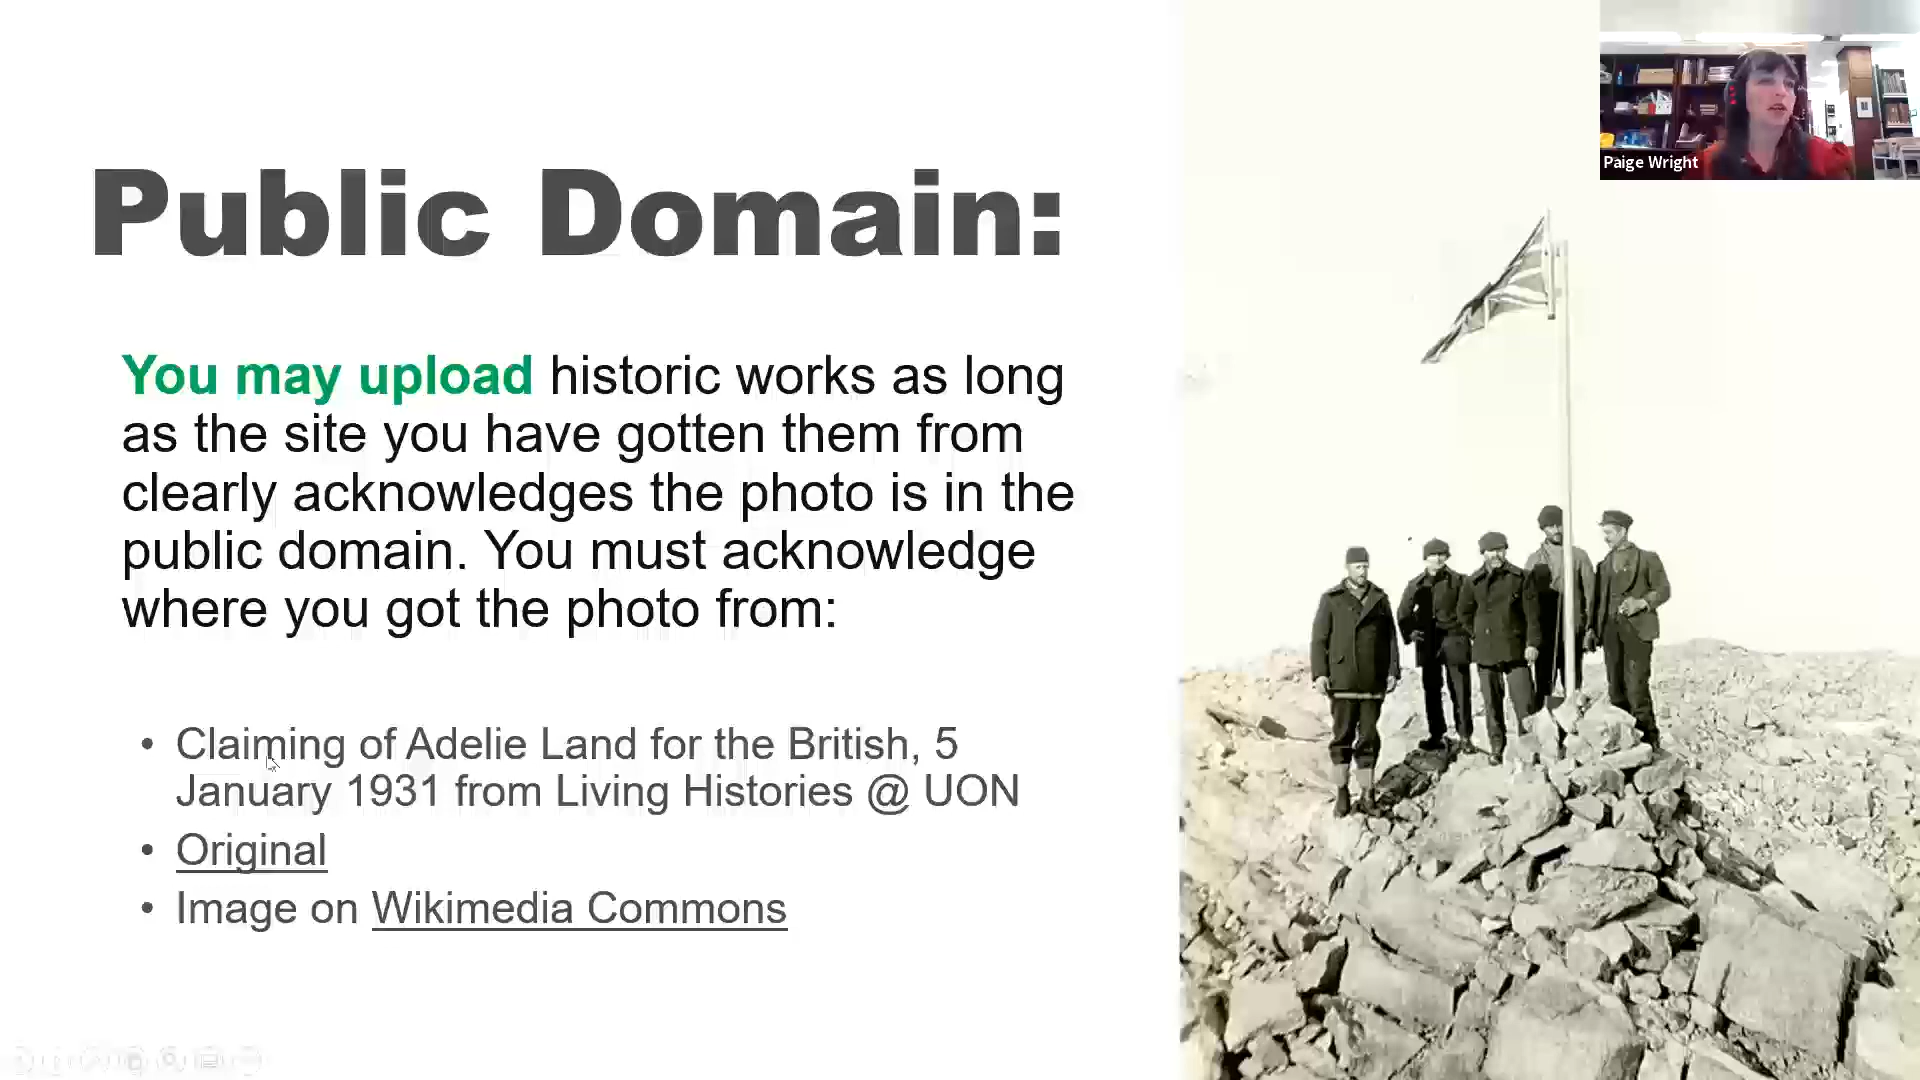 Public Domain:
You may upload historic works as long
as the site you have gotten them from
clearly acknowledges the photo is in the
public domain. You must acknowledge
where you got the photo from:
• Claiming of Adelie Land for the British, 5
January 1931 from Living Histories @ UON
• Original
• Image on Wikimedia Commons
Paige Wright